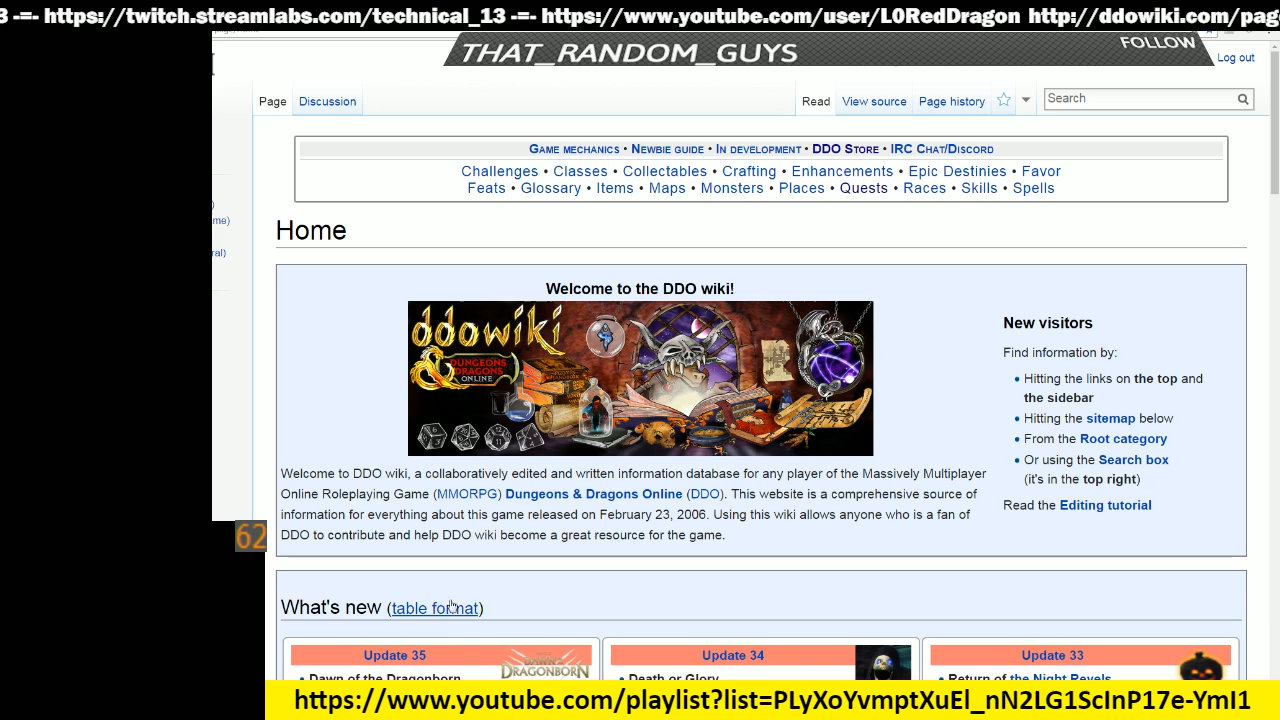 3 -=- https://twitch.streamlabs.com/technical_13 -=- https://www.youtube.com/user/L0RedDragon http://ddowiki.com/pag
THAT_RANDOM_GUYS
FOLLOW
Log out
Page Discussion Read View source Page history Search
GAME MECHANICS • NEWBIE GUIDE • IN DEVELOPMENT • DDO STORE • IRC CHAT/DISCORD
Challenges • Classes • Collectables • Crafting • Enhancements • Epic Destinies • Favor
Feats • Glossary • Items • Maps • Monsters • Places • Quests • Races • Skills • Spells
me)
ral)
Home
Welcome to the DDO wiki!
ddowiki
DUNGEONS & DRAGONS ONLINE
New visitors
Find information by:
• Hitting the links on the top and
the sidebar
• Hitting the sitemap below
• From the Root category
• Or using the Search box
(it's in the top right)
Read the Editing tutorial
Welcome to DDO wiki, a collaboratively edited and written information database for any player of the Massively Multiplayer
Online Roleplaying Game (MMORPG) Dungeons & Dragons Online (DDO). This website is a comprehensive source of
information for everything about this game released on February 23, 2006. Using this wiki allows anyone who is a fan of
DDO to contribute and help DDO wiki become a great resource for the game.
62
What's new (table format)
Update 35
DRAGONBORN
• Dawn of the Dragonborn
Update 34
• Death or Glory
Update 33
• Return of the Night Revels
https://www.youtube.com/playlist?list=PLyXoYvmptXuEl_nN2LG1ScInP17e-YmI1